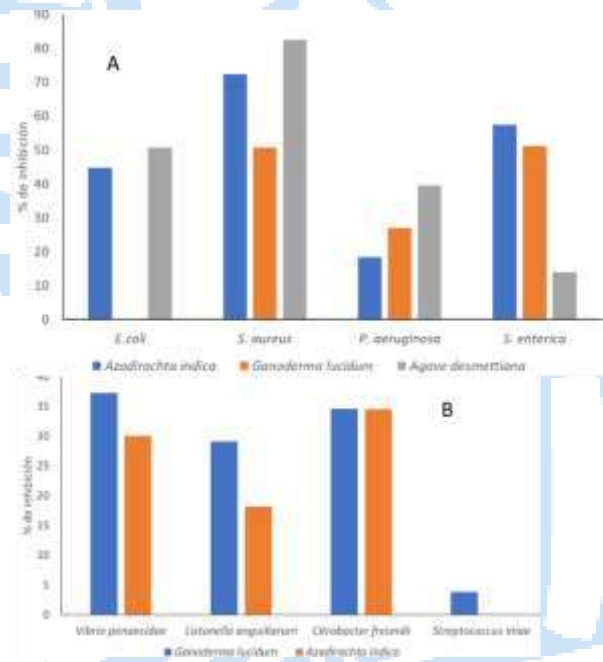 90
A
80
70
60
50
40
30
20
10
0
% de inhibición
E.coli S. aureus P. aeruginosa S. enterica
Azadirachta indica Ganoderma lucidum Agave desmettiana
40
B
35
30
25
20
15
10
5
0
% de inhibición
Vibrio penaecidae Listonella anguillarum Citrobacter freundii Streptococcus iniae
Ganoderma lucidum Azadirachta indica